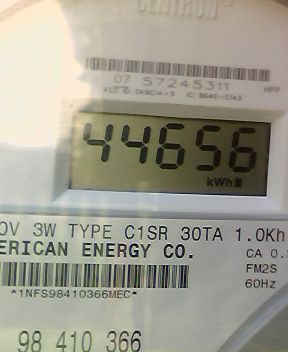 CENTRON
07 57245311
44656
kWh
0V 3W TYPE C1SR 30TA 1.0Kh
ERICAN ENERGY CO.
CA 0.
FM2S
*1NFS98410366MEC*
60Hz
98 410 366